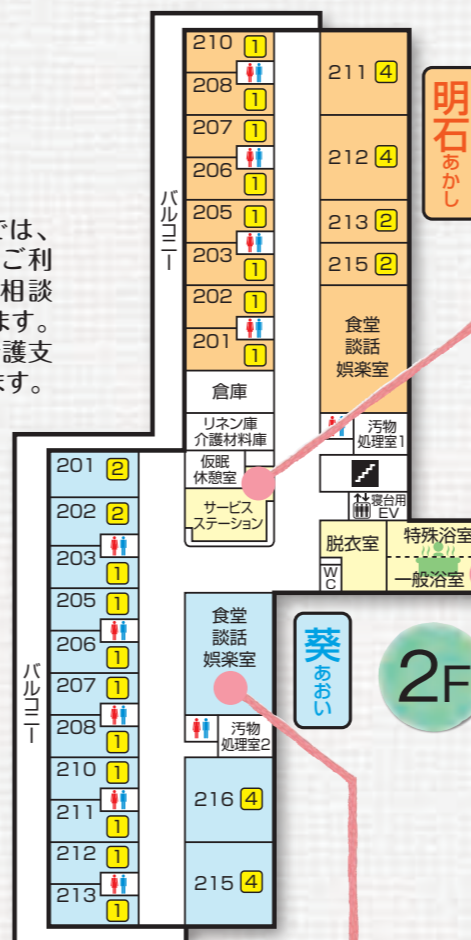 では、
ご利
相談
ます。
護支
ます。
バルコニー
210 1
208 1
207 1
206 1
205 1
203 1
202 1
201 1
倉庫
リネン庫
介護材料庫
仮眠
休憩室
サービス
ステーション
211 4
212 4
213 2
215 2
食堂
談話
娯楽室
汚物
処理室1
寝台用
EV
脱衣室
WC
特殊浴室
一般浴室
明石
あかし
バルコニー
201 2
202 2
203 1
205 1
206 1
207 1
208 1
210 1
211 1
212 1
213 1
食堂
談話
娯楽室
汚物
処理室2
216 4
215 4
葵
あおい
2F